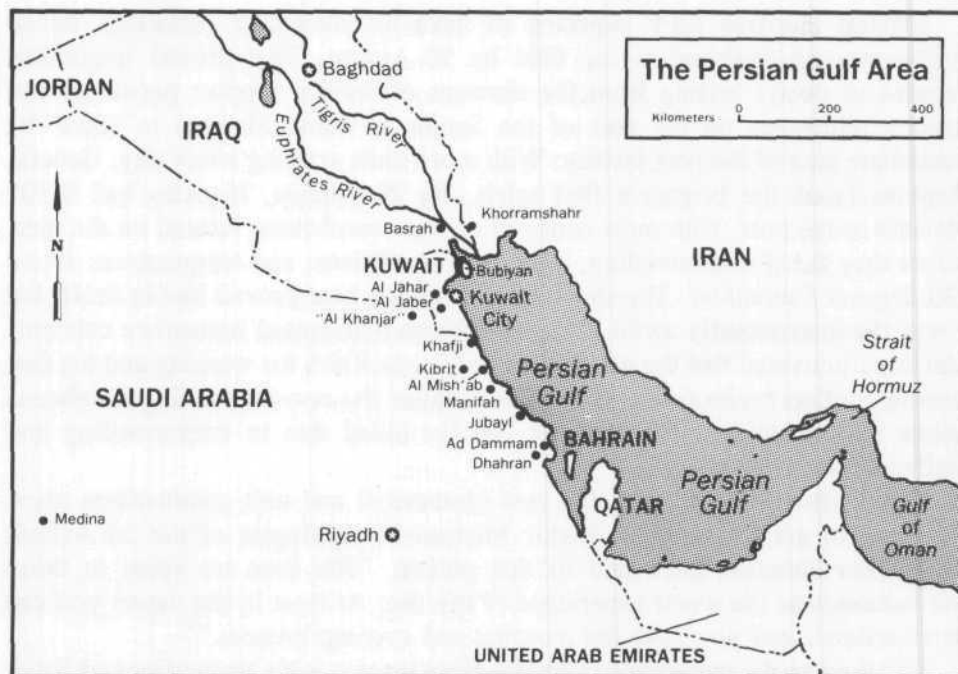 The Persian Gulf Area
Kilometers 0 200 400
Baghdad
JORDAN
IRAQ
Tigris River
Euphrates River
N
Khorramshahr
Basrah
IRAN
KUWAIT
Bubiyan
Al Jahar
"Al Jaber
Kuwait
City
"Al Khanjar"
Khafji
Strait
of
Hormuz
Kibrit
Al Mish'ab
Persian
Gulf
SAUDI ARABIA
Manifah
Jubayl
BAHRAIN
Ad Dammam
Dhahran
Persian
Gulf
QATAR
Gulf
of
Oman
Medina
Riyadh
UNITED ARAB EMIRATES